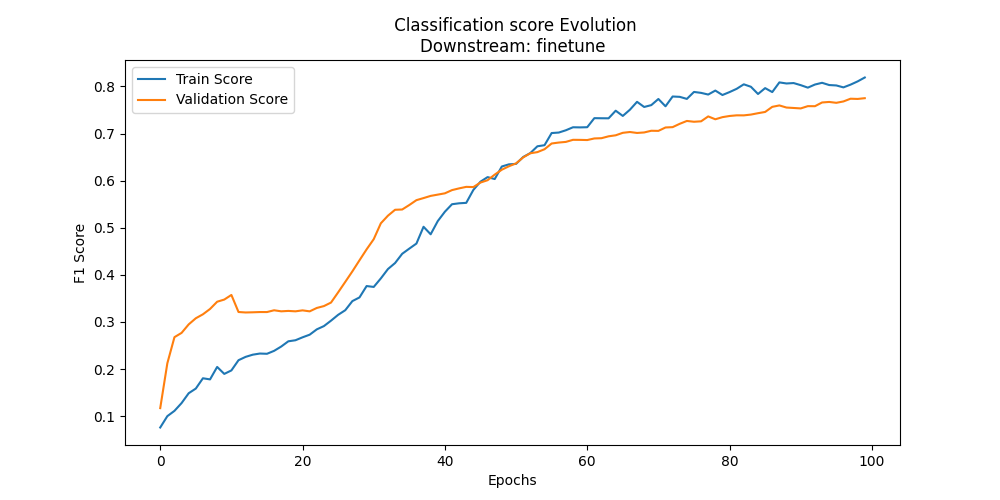 Classification score Evolution
Downstream: finetune
Train Score
Validation Score
F1 Score
0.8
0.7
0.6
0.5
0.4
0.3
0.2
0.1
0 20 40 60 80 100
Epochs